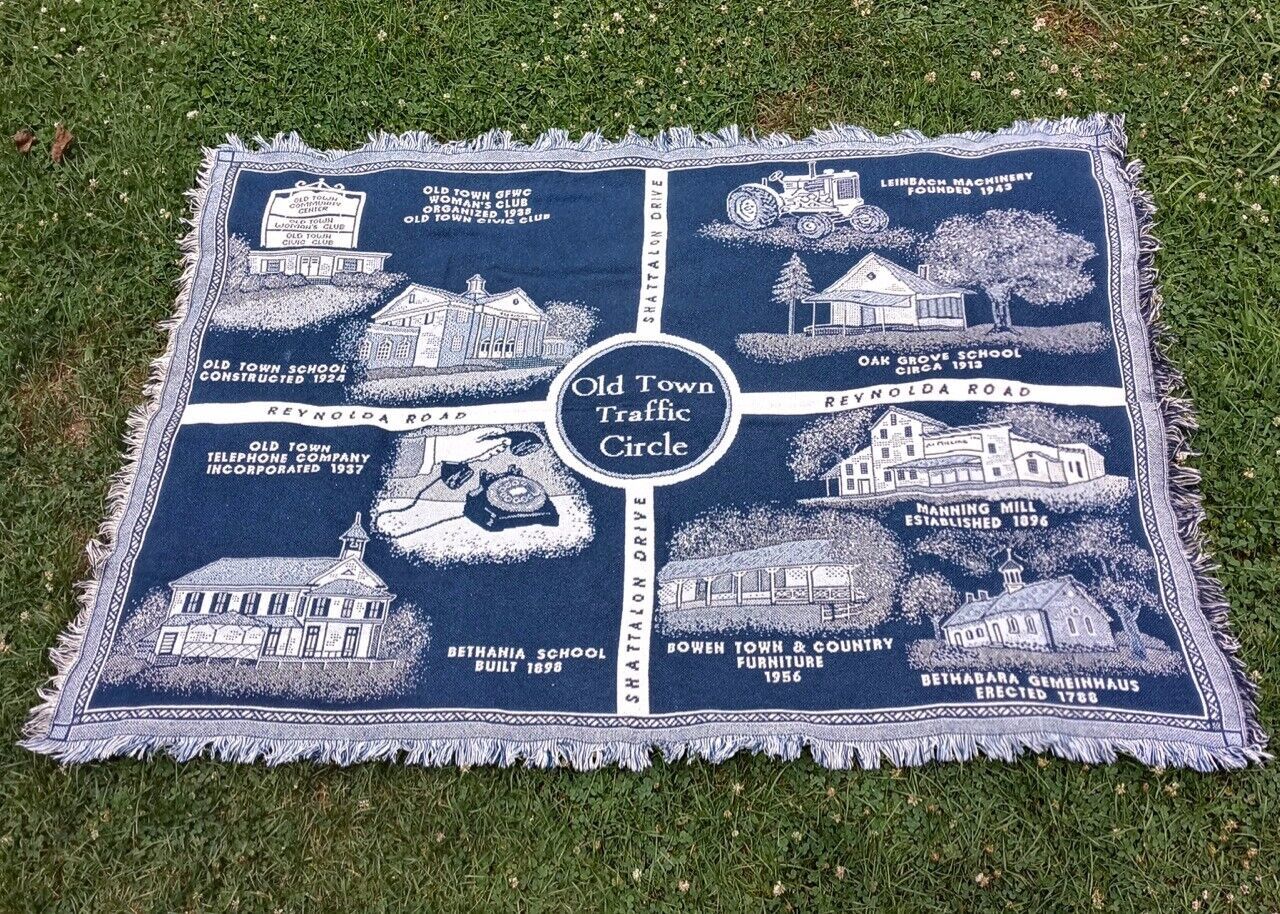 OLD TOWN
COMMUNITY
CENTER
OLD TOWN
WOMAN'S CLUB
OLD TOWN
CIVIC CLUB
OLD TOWN GFWC
WOMAN'S CLUB
ORGANIZED 1938
OLD TOWN CIVIC CLUB
OLD TOWN SCHOOL
CONSTRUCTED 1924
SHATTALON DRIVE
LEINBACH MACHINERY
FOUNDED 1943
OAK GROVE SCHOOL
CIRCA 1913
REYNOLDA ROAD
Old Town
Traffic
Circle
REYNOLDA ROAD
OLD TOWN
TELEPHONE COMPANY
INCORPORATED 1937
BETHANIA SCHOOL
BUILT 1898
SHATTALON DRIVE
MILLING
MANNING MILL
ESTABLISHED 1896
BOWEN TOWN & COUNTRY
FURNITURE
1956
BETHABARA GEMEINHAUS
ERECTED 1788